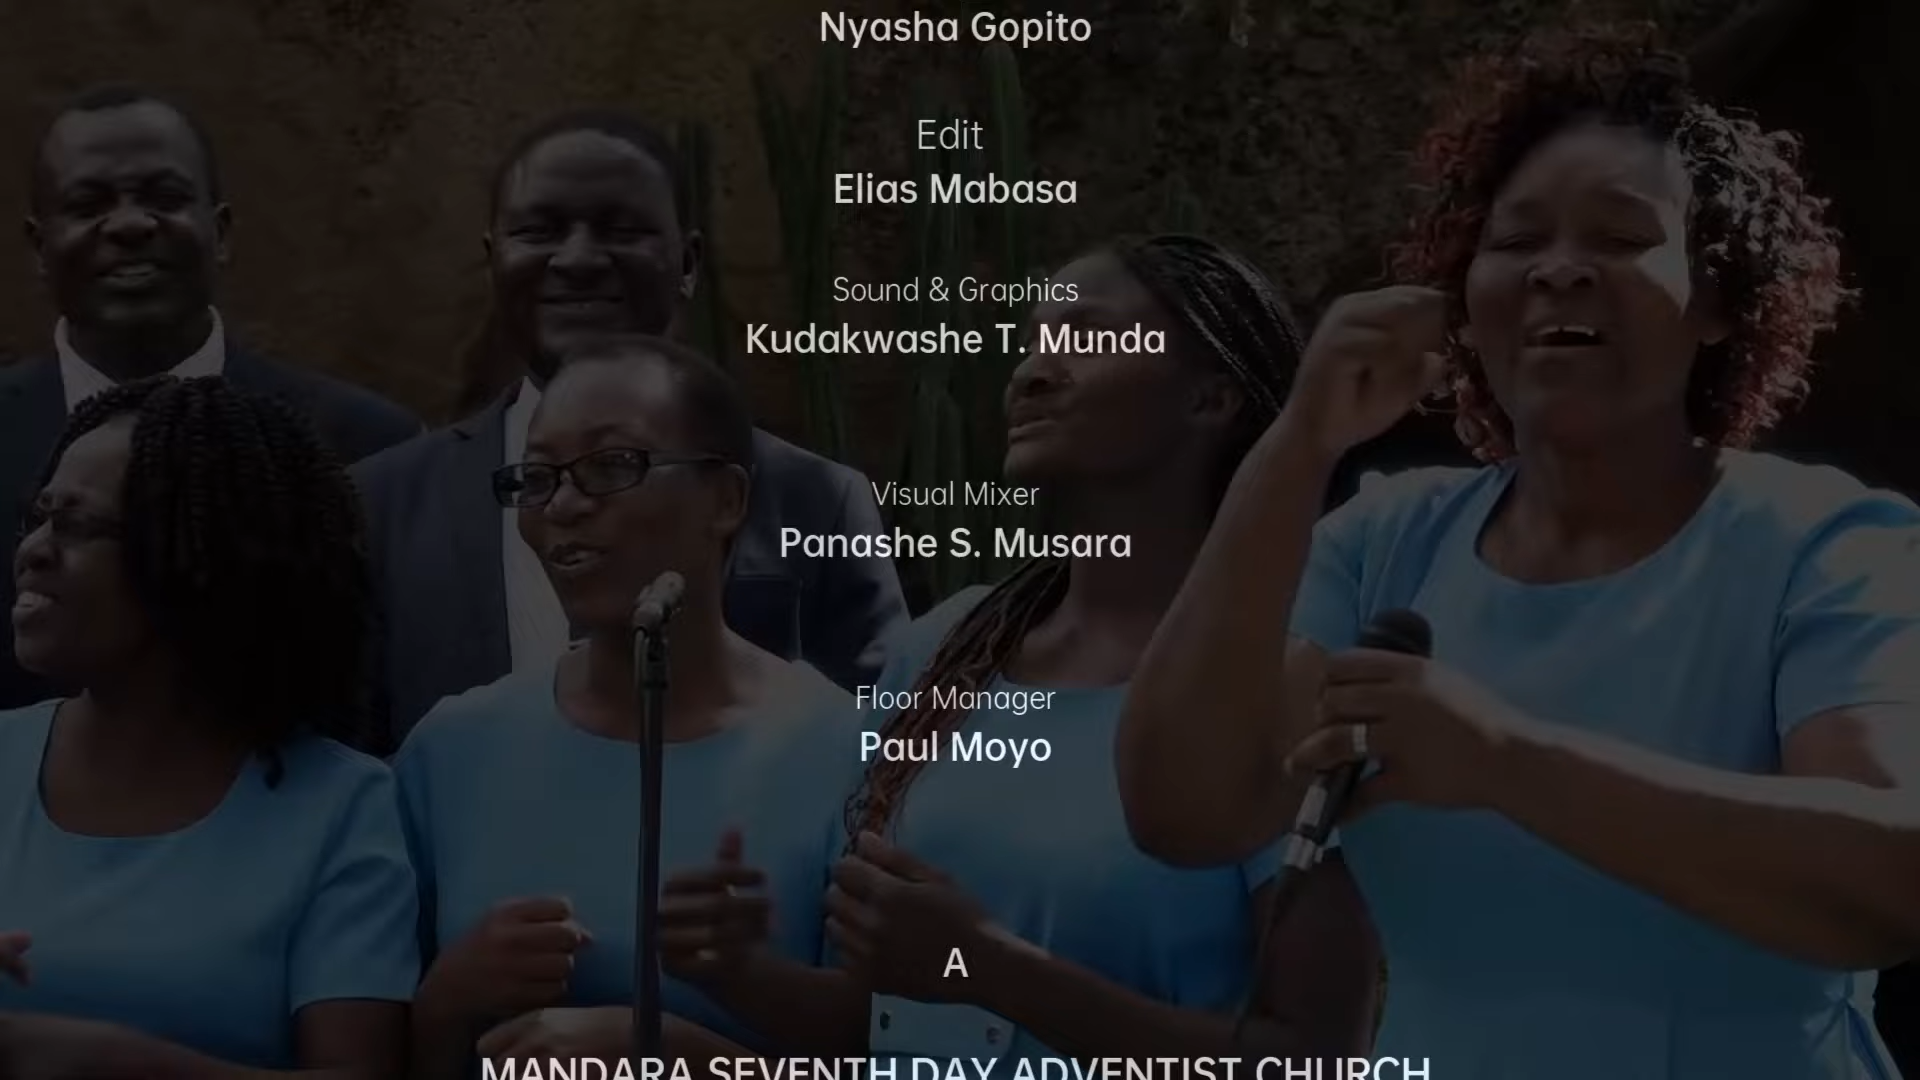 Nyasha Gopito
Edit
Elias Mabasa
Sound & Graphics
Kudakwashe T. Munda
Visual Mixer
Panashe S. Musara
Floor Manager
Paul Moyo
A
MANDARA SEVENTH DAY ADVENTIST CHURCH